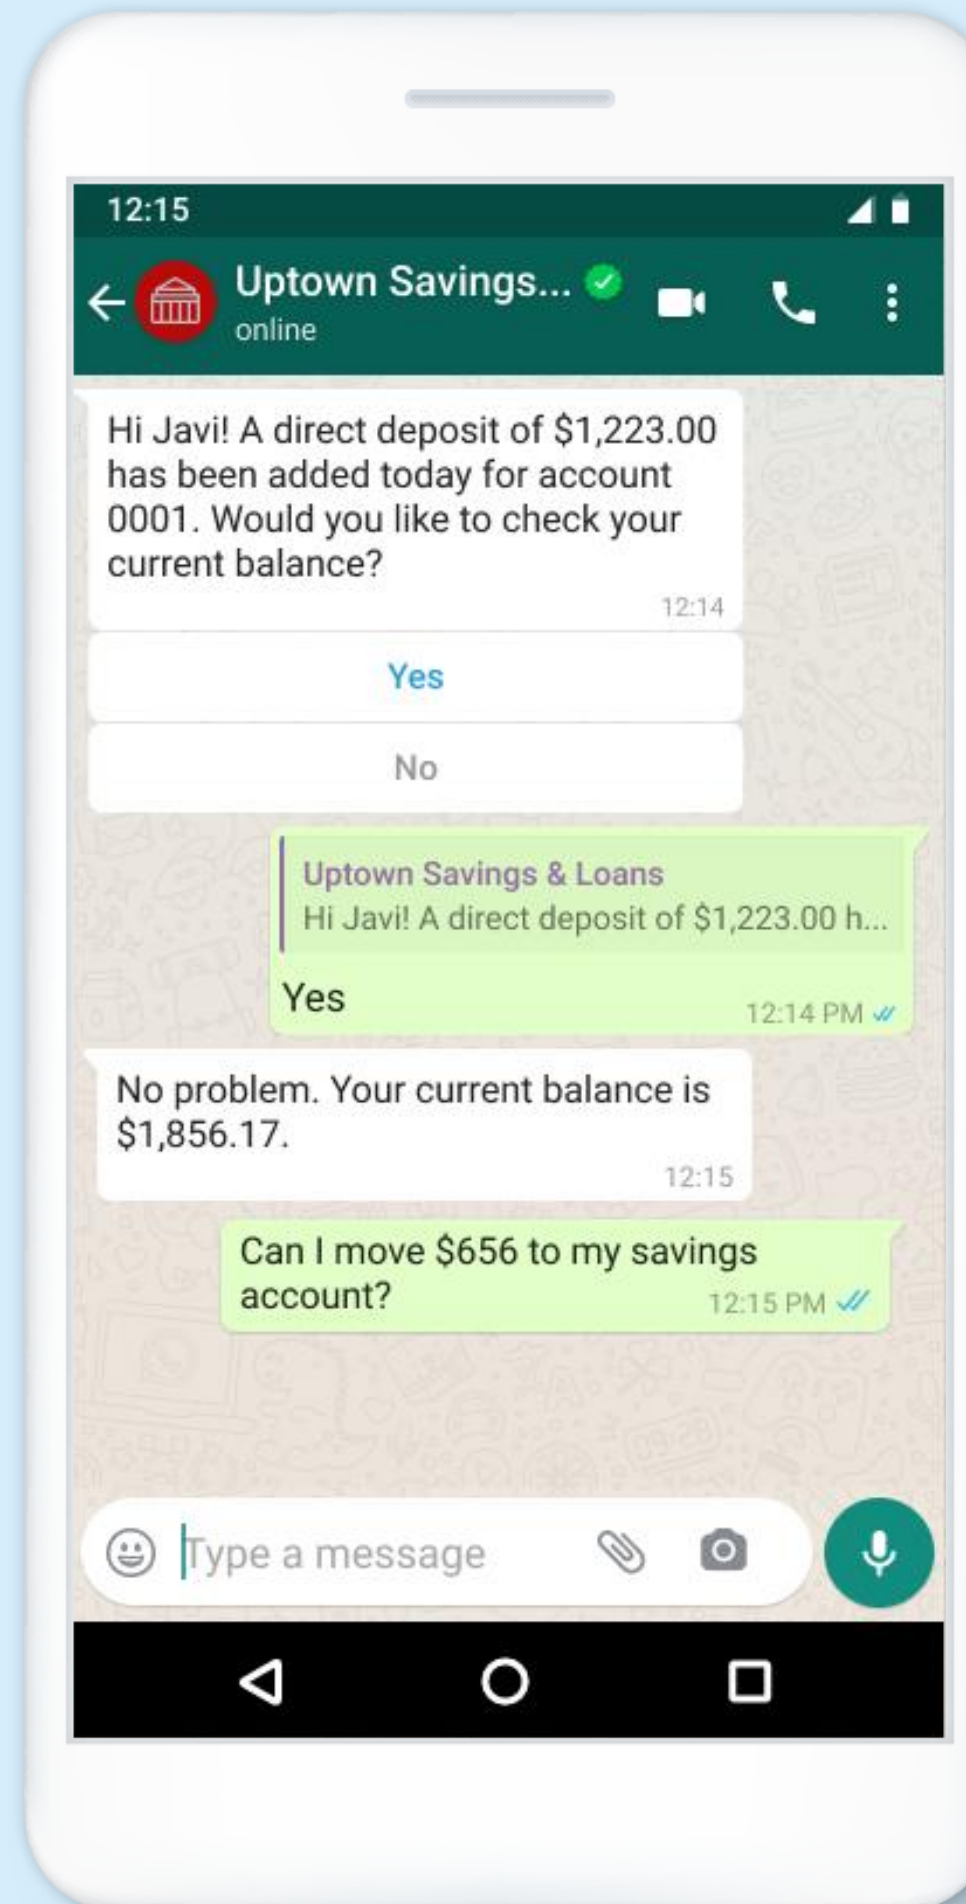 12:15
Uptown Savings...
online
Hi Javi! A direct deposit of $1,223.00
has been added today for account
0001. Would you like to check your
current balance?
12:14
Yes
No
Uptown Savings & Loans
Hi Javi! A direct deposit of $1,223.00 h...
Yes
12:14 PM
No problem. Your current balance is
$1,856.17.
12:15
Can I move $656 to my savings
account?
12:15 PM
Type a message